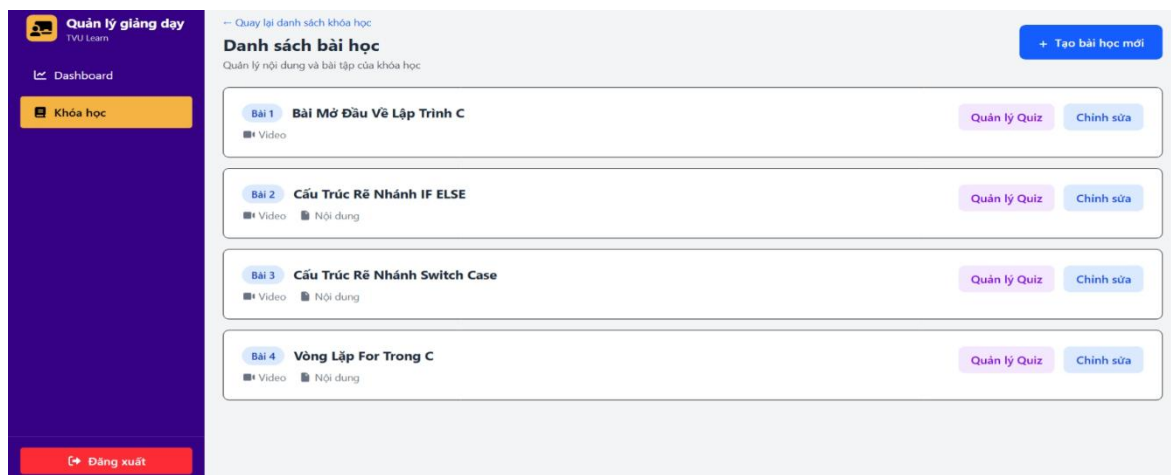 Quản lý giảng dạy
TVU Learn
Dashboard
Khóa học
Đăng xuất
← Quay lại danh sách khóa học
Danh sách bài học
Quản lý nội dung và bài tập của khóa học
+ Tạo bài học mới
Bài 1 Bài Mở Đầu Về Lập Trình C
Video
Quản lý Quiz Chỉnh sửa
Bài 2 Cấu Trúc Rẽ Nhánh IF ELSE
Video Nội dung
Quản lý Quiz Chỉnh sửa
Bài 3 Cấu Trúc Rẽ Nhánh Switch Case
Video Nội dung
Quản lý Quiz Chỉnh sửa
Bài 4 Vòng Lặp For Trong C
Video Nội dung
Quản lý Quiz Chỉnh sửa